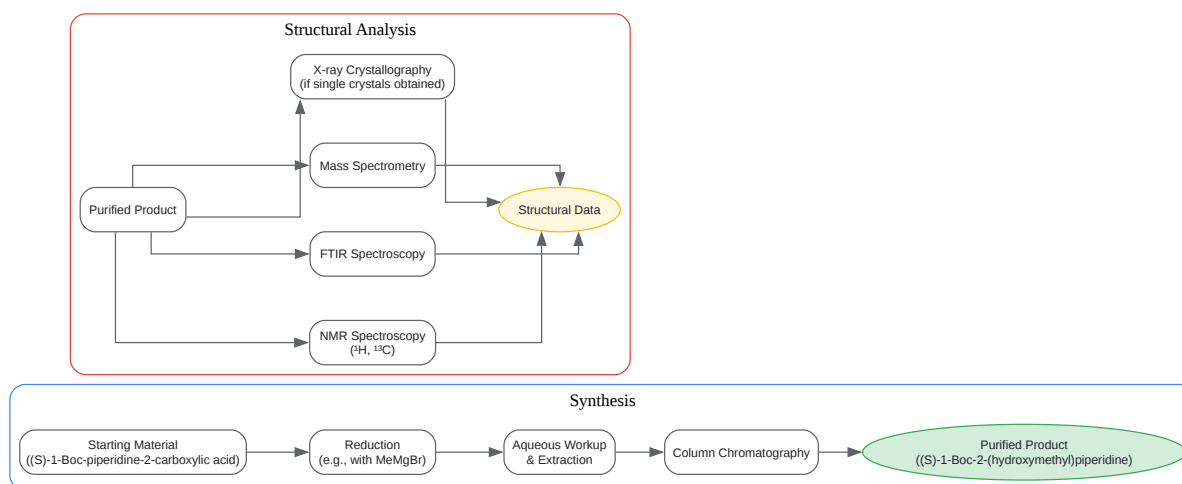 Structural Analysis
X-ray Crystallography
(if single crystals obtained)
Mass Spectrometry
Purified Product
Structural Data
FTIR Spectroscopy
NMR Spectroscopy
(¹H, ¹³C)
Synthesis
Starting Material
((S)-1-Boc-piperidine-2-carboxylic acid)
Reduction
(e.g., with MeMgBr)
Aqueous Workup
& Extraction
Column Chromatography
Purified Product
((S)-1-Boc-2-(hydroxymethyl)piperidine)